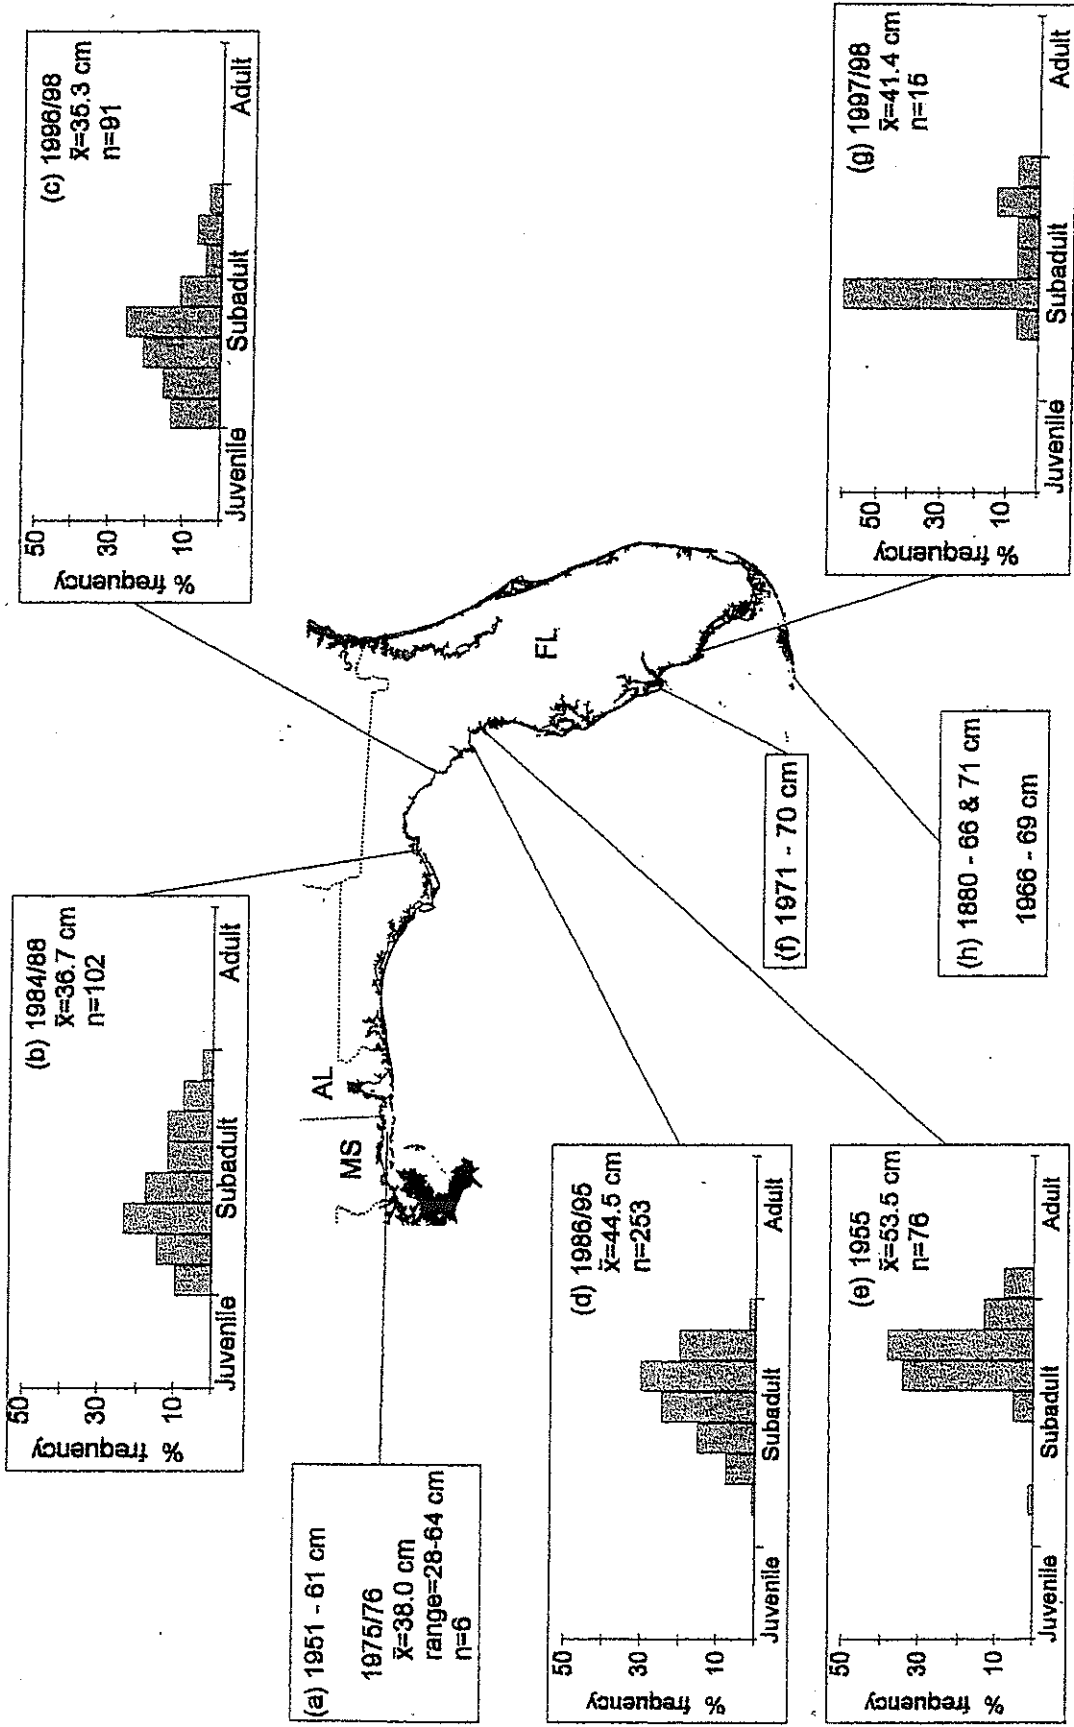 (a) 1951 - 61 cm
1975/76
x̄=38.0 cm
range=28-64 cm
n=6
(b) 1984/88
x̄=36.7 cm
n=102
% frequency
50
30
10
Juvenile
Subadult
Adult
(c) 1996/98
x̄=35.3 cm
n=91
% frequency
50
30
10
Juvenile
Subadult
Adult
MS
AL
FL
(d) 1986/95
x̄=44.5 cm
n=253
% frequency
50
30
10
Juvenile
Subadult
Adult
(e) 1955
x̄=53.5 cm
n=76
% frequency
50
30
10
Juvenile
Subadult
Adult
(f) 1971 - 70 cm
(h) 1880 - 66 & 71 cm
1966 - 69 cm
(g) 1997/98
x̄=41.4 cm
n=15
% frequency
50
30
10
Juvenile
Subadult
Adult